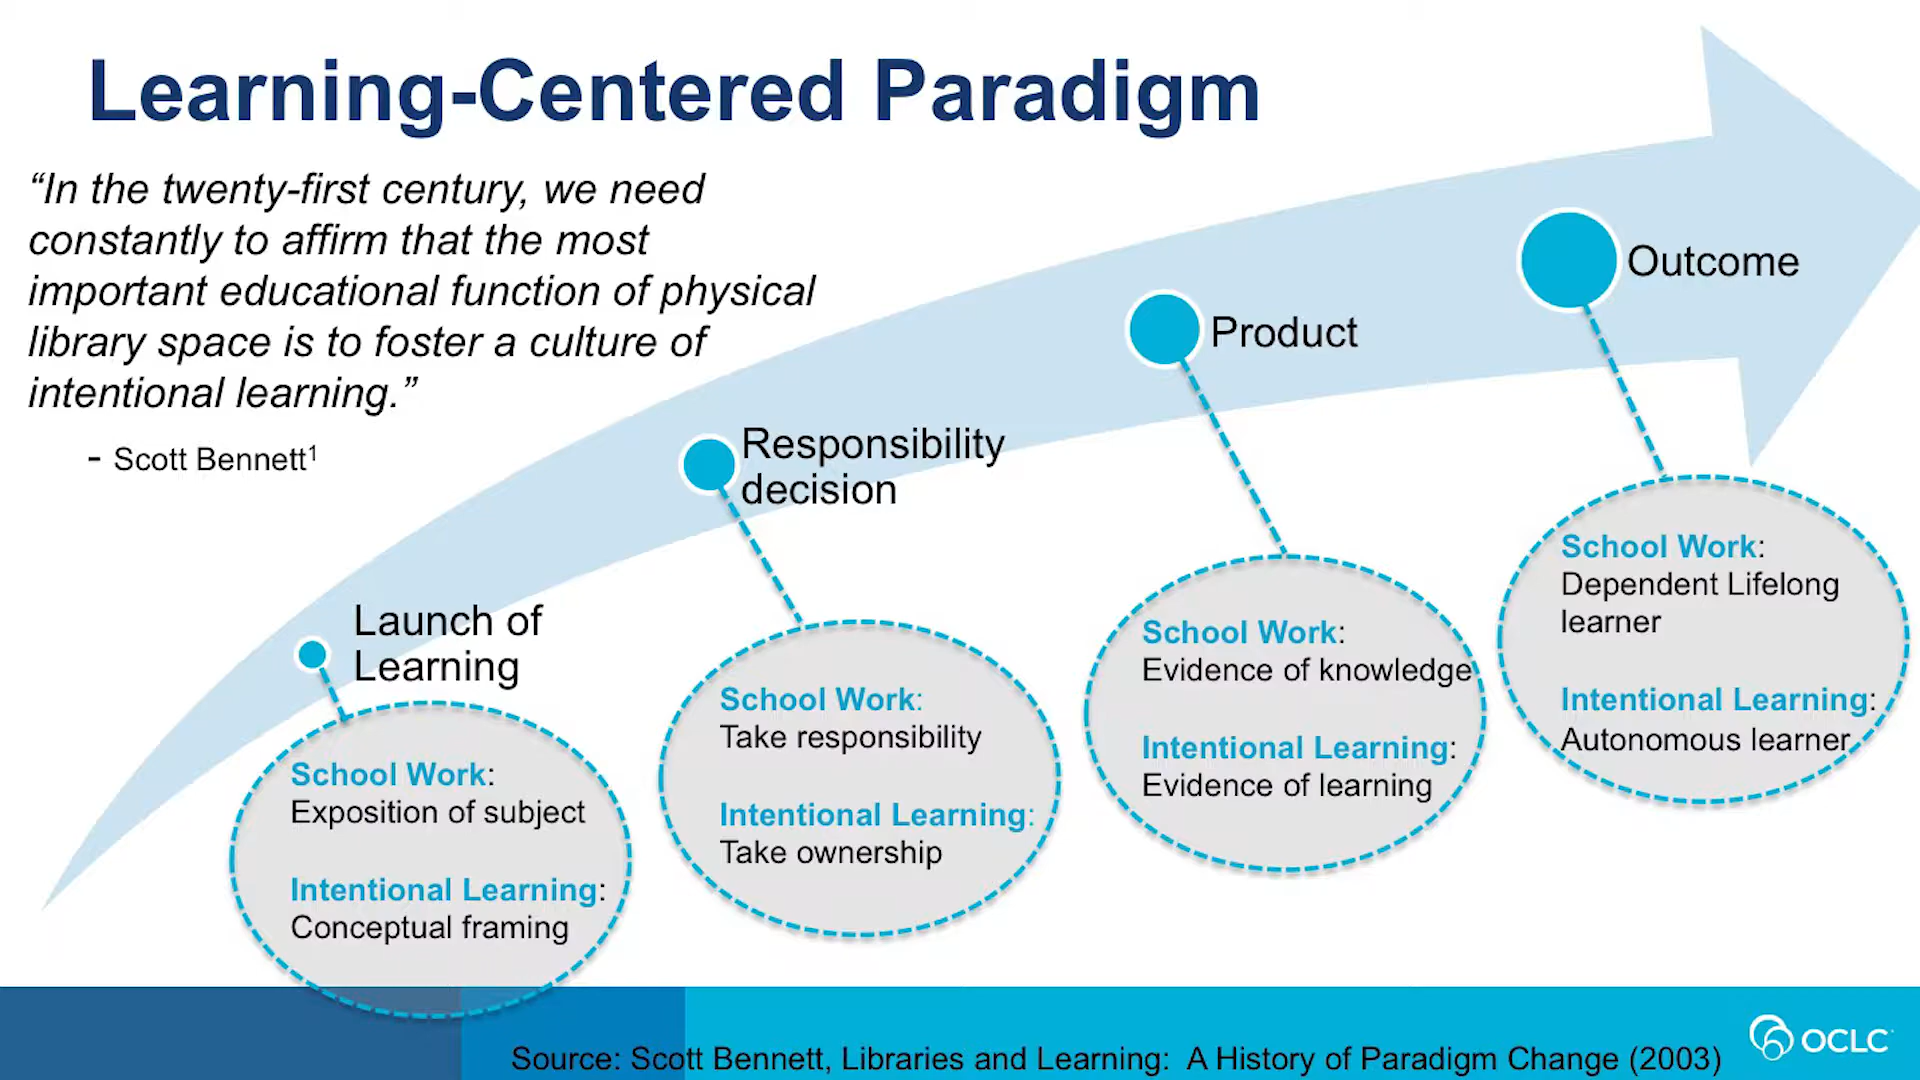 Learning-Centered Paradigm
“In the twenty-first century, we need
constantly to affirm that the most
important educational function of physical
library space is to foster a culture of
intentional learning.”
- Scott Bennett¹
Launch of
Learning
School Work:
Exposition of subject
Intentional Learning:
Conceptual framing
Responsibility
decision
School Work:
Take responsibility
Intentional Learning:
Take ownership
Product
School Work:
Evidence of knowledge
Intentional Learning:
Evidence of learning
Outcome
School Work:
Dependent Lifelong
learner
Intentional Learning:
Autonomous learner
Source: Scott Bennett, Libraries and Learning:  A History of Paradigm Change (2003)
OCLC